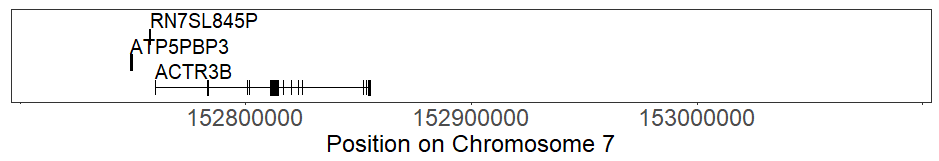 RN7SL845P
ATP5PBP3
ACTR3B
152800000 152900000 153000000
Position on Chromosome 7